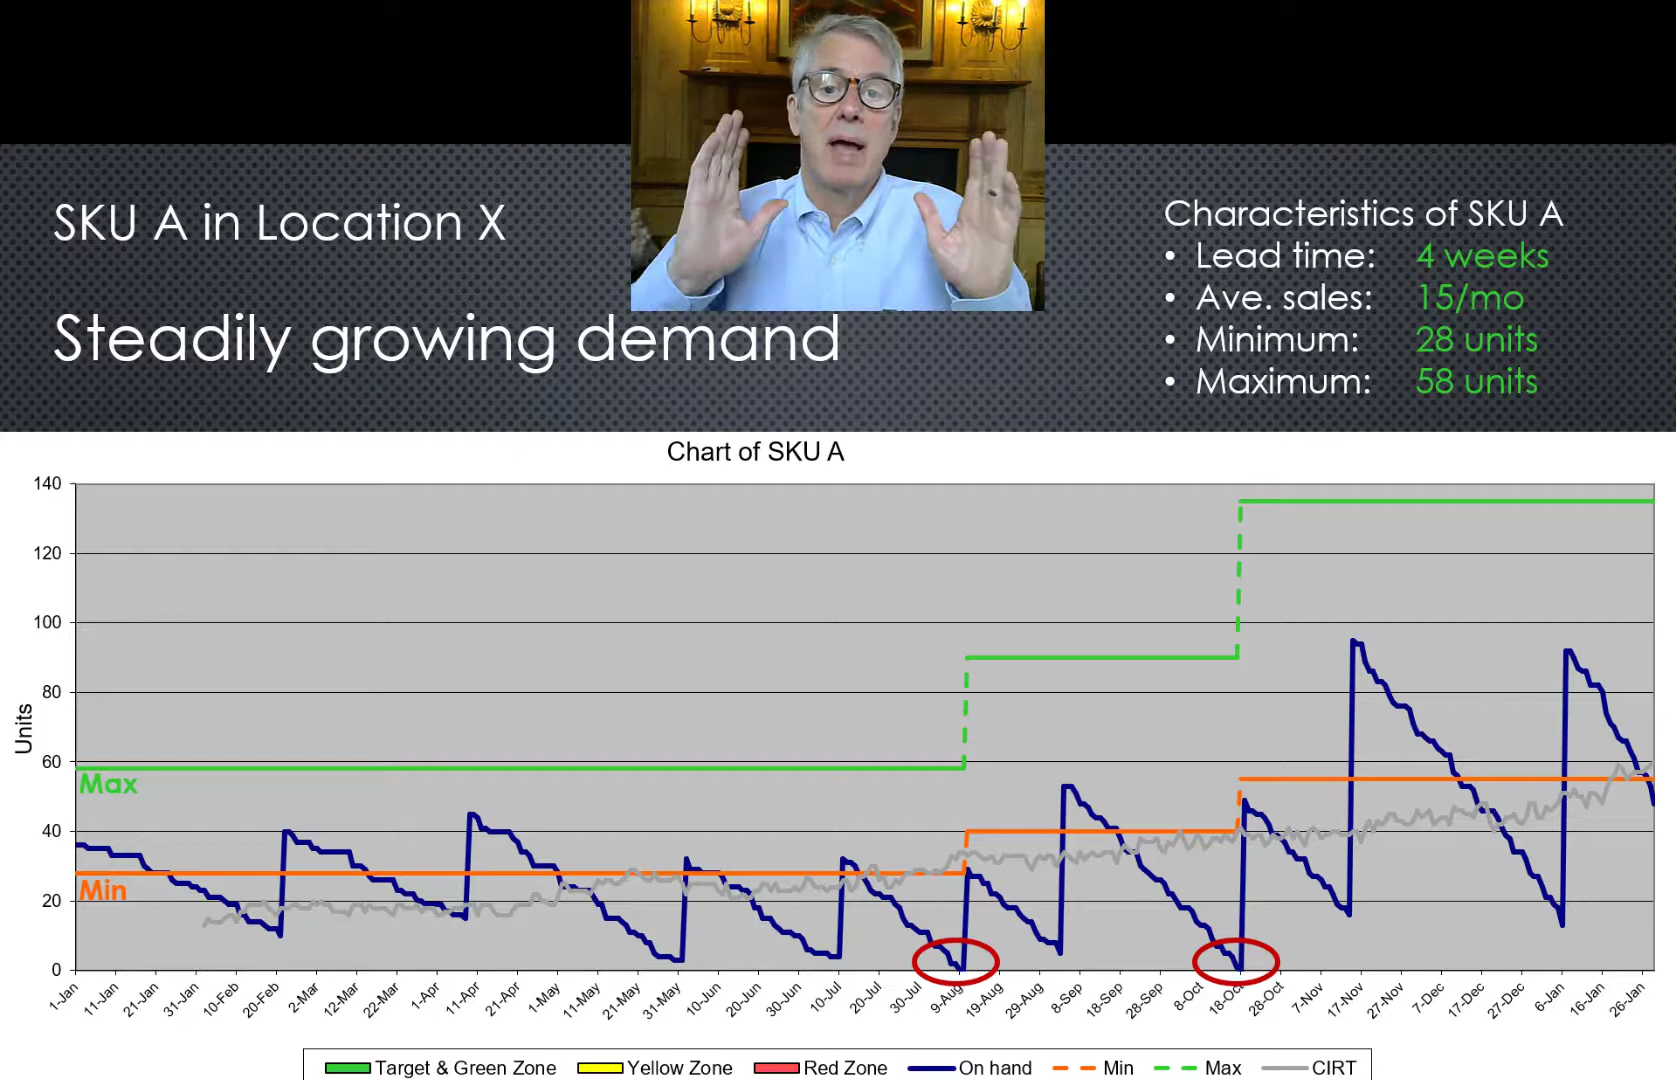 SKU A in Location X
Steadily growing demand
Characteristics of SKU A
• Lead time: 4 weeks
• Ave. sales: 15/mo
• Minimum: 28 units
• Maximum: 58 units
Chart of SKU A
Units
140
120
100
80
60
40
20
0
Max
Min
1-Jan 11-Jan 21-Jan 31-Jan 10-Feb 20-Feb 2-Mar 12-Mar 22-Mar 1-Apr 11-Apr 21-Apr 1-May 11-May 21-May 31-May 10-Jun 20-Jun 30-Jun 10-Jul 20-Jul 30-Jul 9-Aug 19-Aug 29-Aug 8-Sep 18-Sep 28-Sep 8-Oct 18-Oct 28-Oct 7-Nov 17-Nov 27-Nov 7-Dec 17-Dec 27-Dec 6-Jan 16-Jan 26-Jan
Target & Green Zone Yellow Zone Red Zone On hand Min Max CIRT